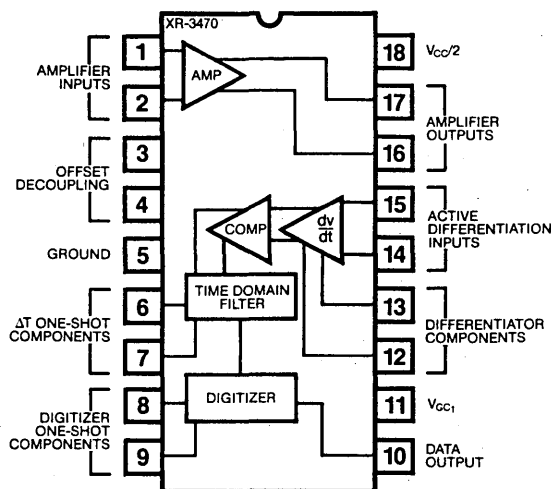 XR-3470
AMPLIFIER
INPUTS
1
2
AMP
OFFSET
DECOUPLING
3
4
GROUND
5
ΔT ONE-SHOT
COMPONENTS
6
7
DIGITIZER
ONE-SHOT
COMPONENTS
8
9
COMP
dv
dt
TIME DOMAIN
FILTER
DIGITIZER
18
VCC/2
17
16
AMPLIFIER
OUTPUTS
15
14
ACTIVE
DIFFERENTIATION
INPUTS
13
12
DIFFERENTIATOR
COMPONENTS
11
VGC1
10
DATA
OUTPUT